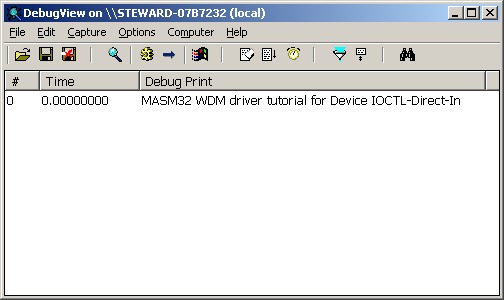 DebugView on \\STEWARD-07B7232 (local)
File Edit Capture Options Computer Help
# Time Debug Print
0 0.00000000 MASM32 WDM driver tutorial for Device IOCTL-Direct-In